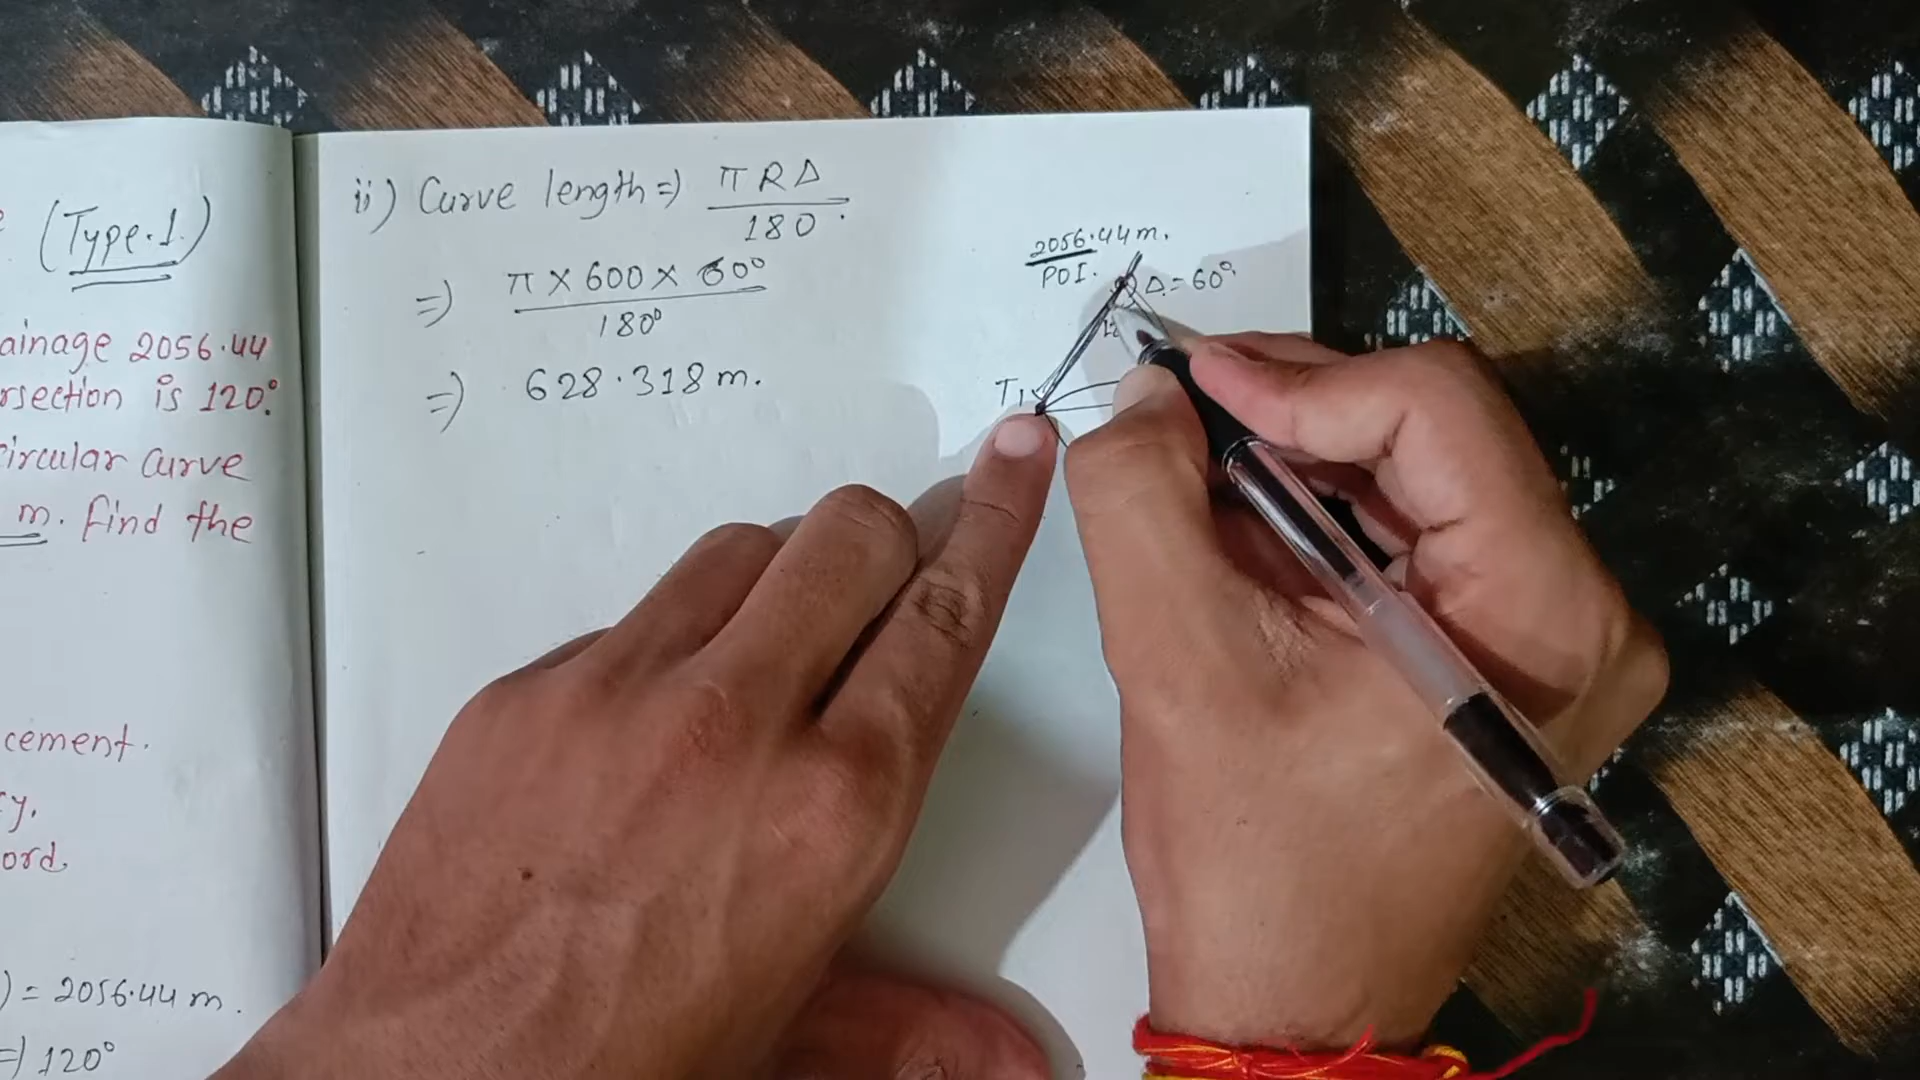 (Type.1.)
ainage 2056.44
rsection is 120°.
ircular Curve
m. find the
cement.
y.
ord.
) = 2056.44 m.
=) 120°
ii) Curve length =) πRΔ
180°
=) π × 600 × 60°
180°
=) 628.318 m.
2056.44 m.
POI.
Δ = 60°
T1